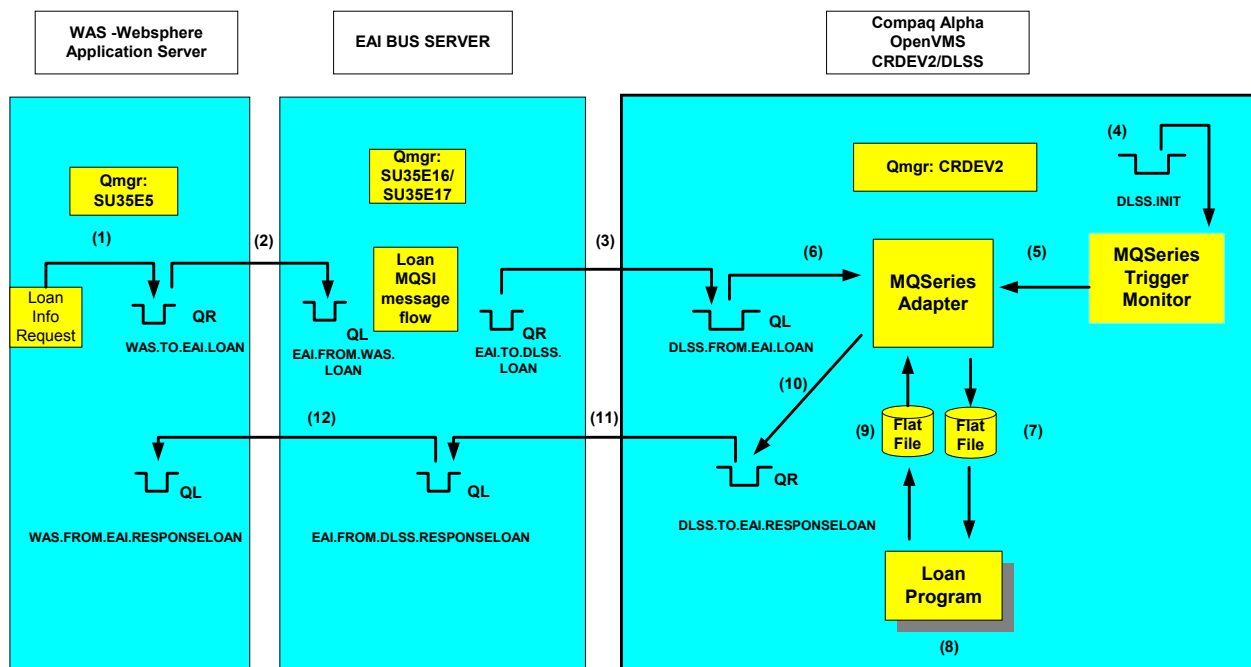 WAS -Websphere
Application Server
EAI BUS SERVER
Compaq Alpha
OpenVMS
CRDEV2/DLSS
Qmgr:
SU35E5
(1)
Loan
Info
Request
QR
WAS.TO.EAI.LOAN
(2)
Qmgr:
SU35E16/
SU35E17
Loan
MQSI
message
flow
QL
EAI.FROM.WAS.
LOAN
QR
EAI.TO.DLSS.
LOAN
(3)
Qmgr: CRDEV2
(4)
DLSS.INIT
(5)
MQSeries
Trigger
Monitor
(6)
MQSeries
Adapter
QL
DLSS.FROM.EAI.LOAN
(10)
(9)
Flat
File
Flat
File
(7)
(12)
(11)
QL
WAS.FROM.EAI.RESPONSELOAN
QL
EAI.FROM.DLSS.RESPONSELOAN
QR
DLSS.TO.EAI.RESPONSELOAN
Loan
Program
(8)